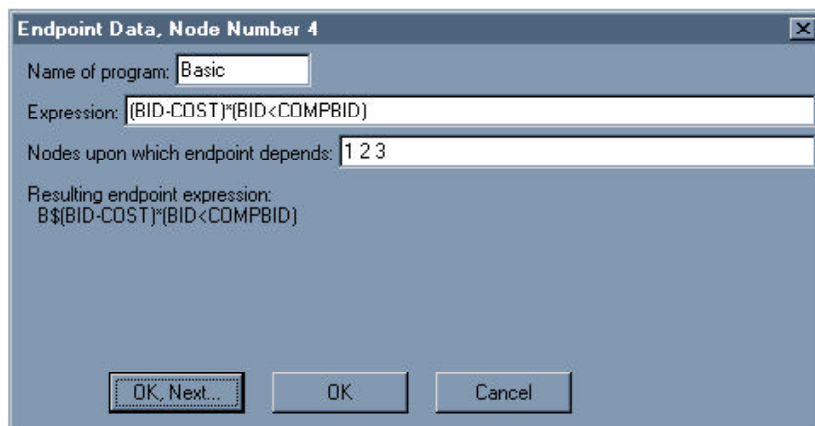 Endpoint Data, Node Number 4
Name of program: Basic
Expression: (BID-COST)*(BID<COMPBID)
Nodes upon which endpoint depends: 1 2 3
Resulting endpoint expression:
B$(BID-COST)*(BID<COMPBID)
OK, Next... OK Cancel